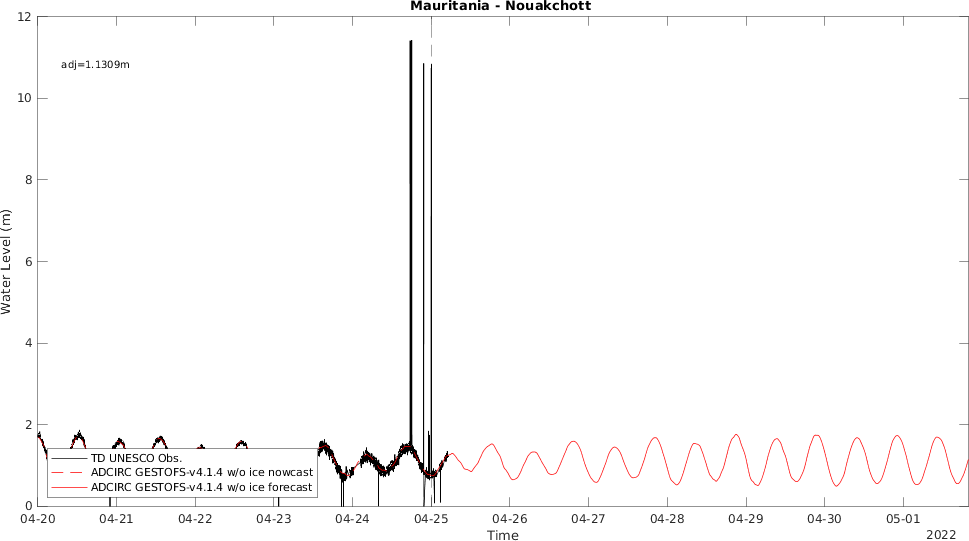 Mauritania - Nouakchott
12
10
8
6
4
2
0
Water Level (m)
adj=1.1309m
TD UNESCO Obs.
ADCIRC GESTOFS-v4.1.4 w/o ice nowcast
ADCIRC GESTOFS-v4.1.4 w/o ice forecast
04-20 04-21 04-22 04-23 04-24 04-25 04-26 04-27 04-28 04-29 04-30 05-01
Time
2022